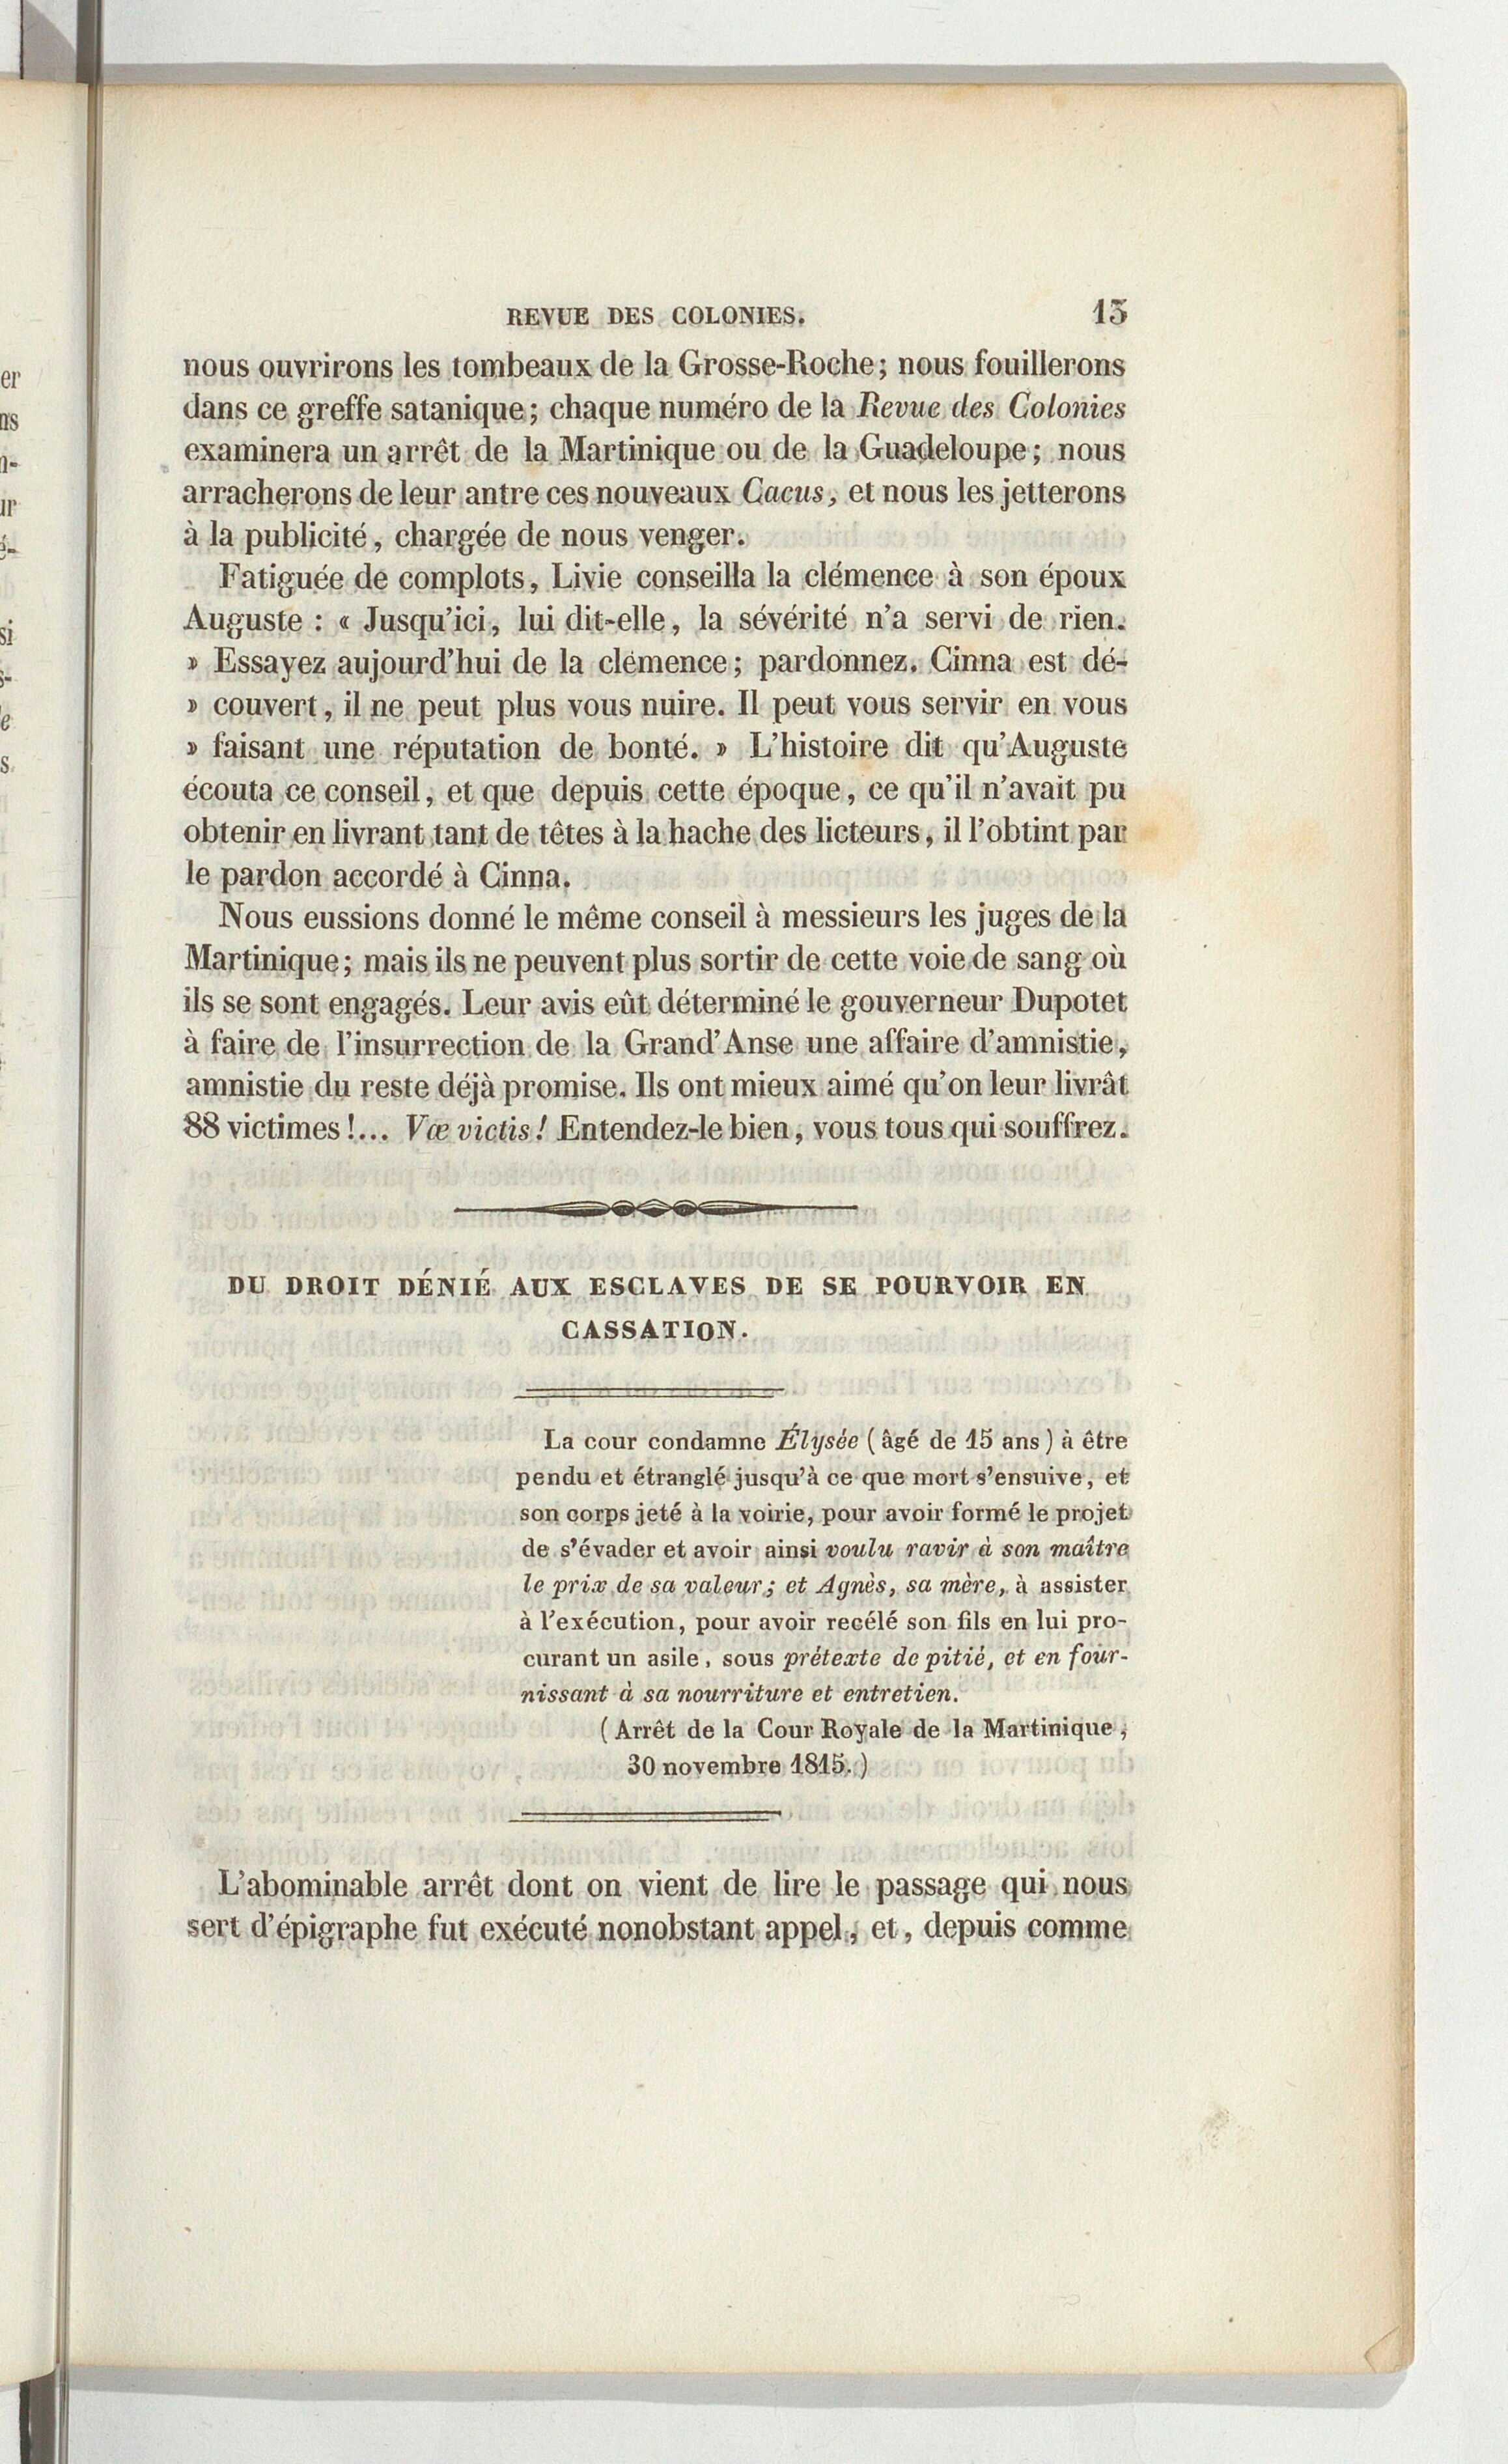 REVUE DES COLONIES. 13
nous ouvrirons les tombeaux de la Grosse-Roche; nous fouillerons
dans ce greffe satanique; chaque numéro de la Revue des Colonies
examinera un arrêt de la Martinique ou de la Guadeloupe; nous
arracherons de leur antre ces nouveaux Cacus, et nous les jetterons
à la publicité, chargée de nous venger.
Fatiguée de complots, Livie conseilla la clémence à son époux
Auguste : « Jusqu'ici, lui dit-elle, la sévérité n'a servi de rien.
» Essayez aujourd'hui de la clémence; pardonnez. Cinna est dé-
» couvert, il ne peut plus vous nuire. Il peut vous servir en vous
» faisant une réputation de bonté. » L'histoire dit qu'Auguste
écouta ce conseil, et que depuis cette époque, ce qu'il n'avait pu
obtenir en livrant tant de têtes à la hache des licteurs, il l'obtint par
le pardon accordé à Cinna.
Nous eussions donné le même conseil à messieurs les juges de la
Martinique; mais ils ne peuvent plus sortir de cette voie de sang où
ils se sont engagés. Leur avis eût déterminé le gouverneur Dupotet
à faire de l'insurrection de la Grand'Anse une affaire d'amnistie,
amnistie du reste déjà promise. Ils ont mieux aimé qu'on leur livrât
88 victimes!... Væ victis! Entendez-le bien, vous tous qui souffrez.
DU DROIT DÉNIÉ AUX ESCLAVES DE SE POURVOIR EN
CASSATION.
La cour condamne Élysée (âgé de 15 ans) à être
pendu et étranglé jusqu'à ce que mort s'ensuive, et
son corps jeté à la voirie, pour avoir formé le projet
de s'évader et avoir ainsi voulu ravir à son maître
le prix de sa valeur; et Agnès, sa mère, à assister
à l'exécution, pour avoir recélé son fils en lui pro-
curant un asile, sous prétexte de pitié, et en four-
nissant à sa nourriture et entretien.
(Arrêt de la Cour Royale de la Martinique,
30 novembre 1815.)
L'abominable arrêt dont on vient de lire le passage qui nous
sert d'épigraphe fut exécuté nonobstant appel; et, depuis comme